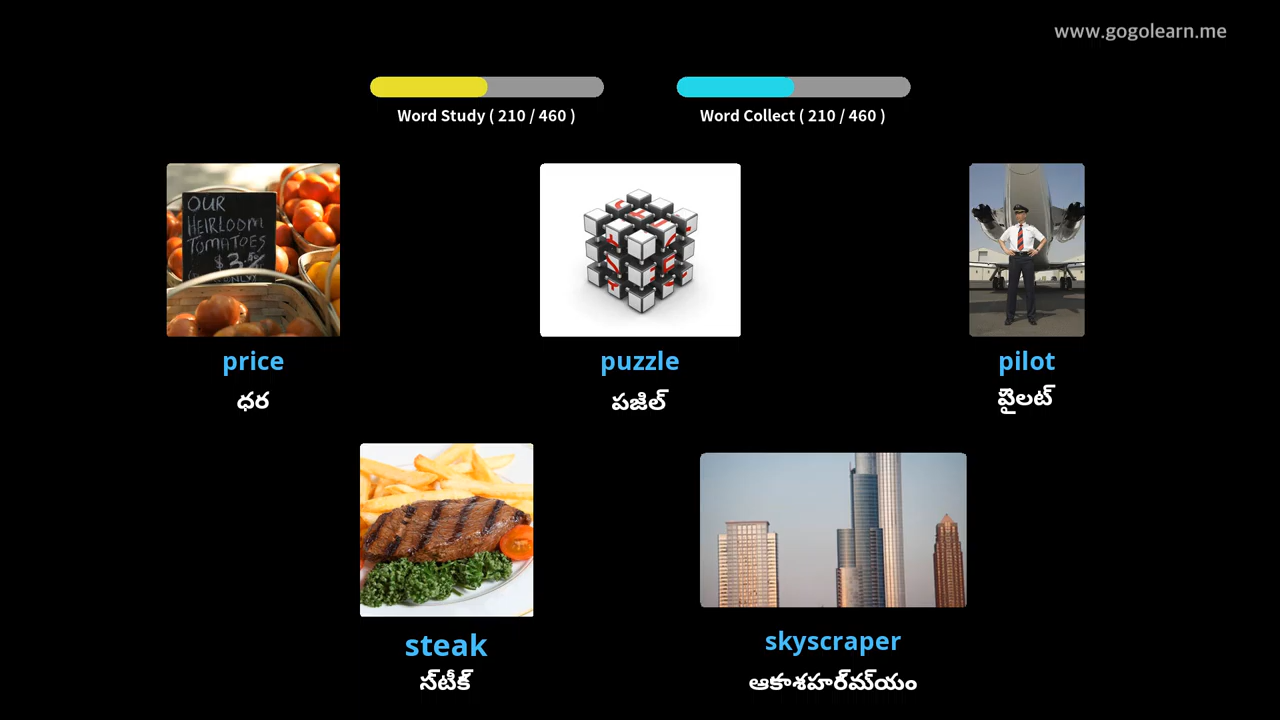 www.gogolearn.me
Word Study ( 210 / 460 )
Word Collect ( 210 / 460 )
OUR
HEIRLOOM
TOMATOES
price
puzzle
pilot
ధర
పజిల్
పైలట్
steak
skyscraper
స్‌టీక్
ఆకాశహర్‌మ్‌యం